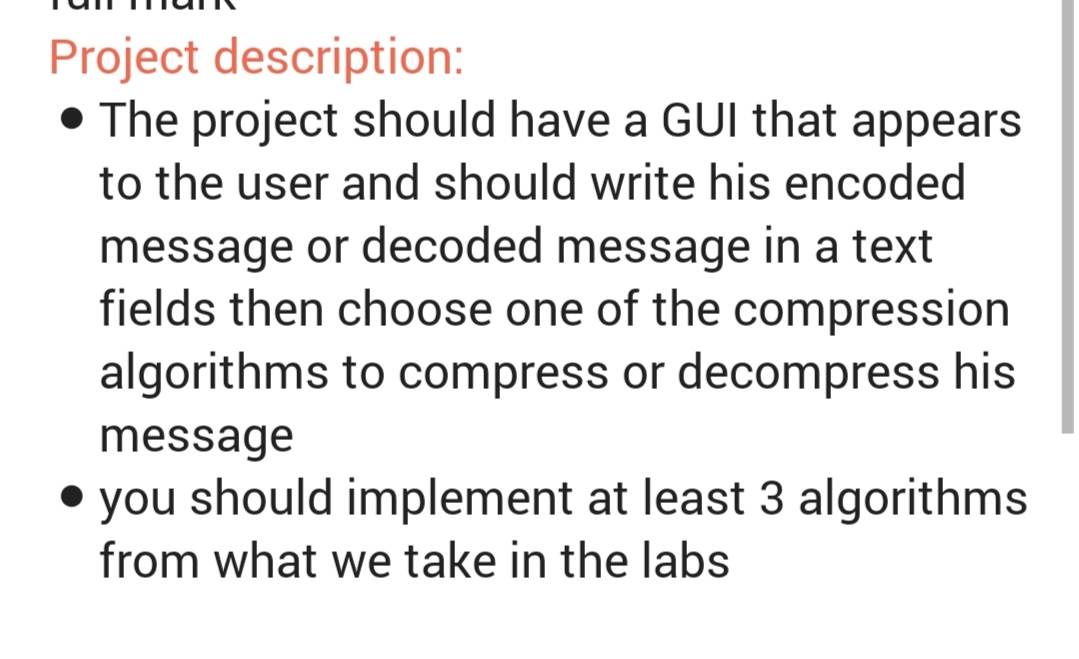 Project description:
• The project should have a GUI that appears
to the user and should write his encoded
message or decoded message in a text
fields then choose one of the compression
algorithms to compress or decompress his
message
• you should implement at least 3 algorithms
from what we take in the labs